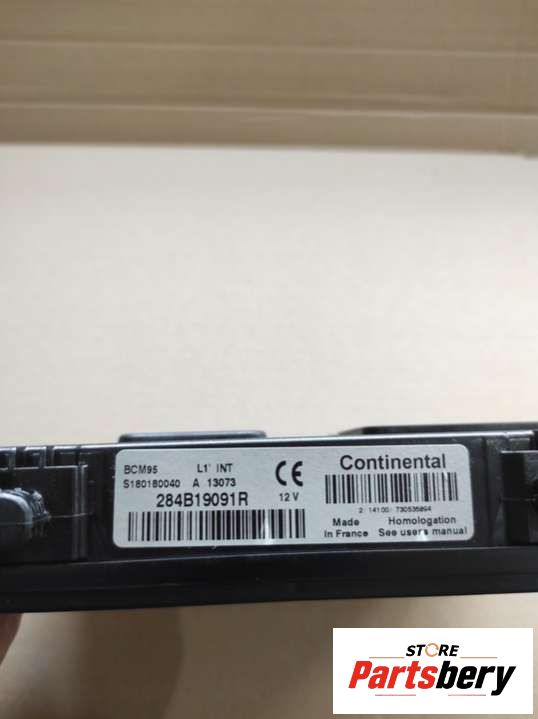 BCM95 L1' INT
S180180040 A 13073
284B19091R 12 V
CE
Continental
2 14100 730535094
Made Homologation
in France See users manual
STORE
Partsbery